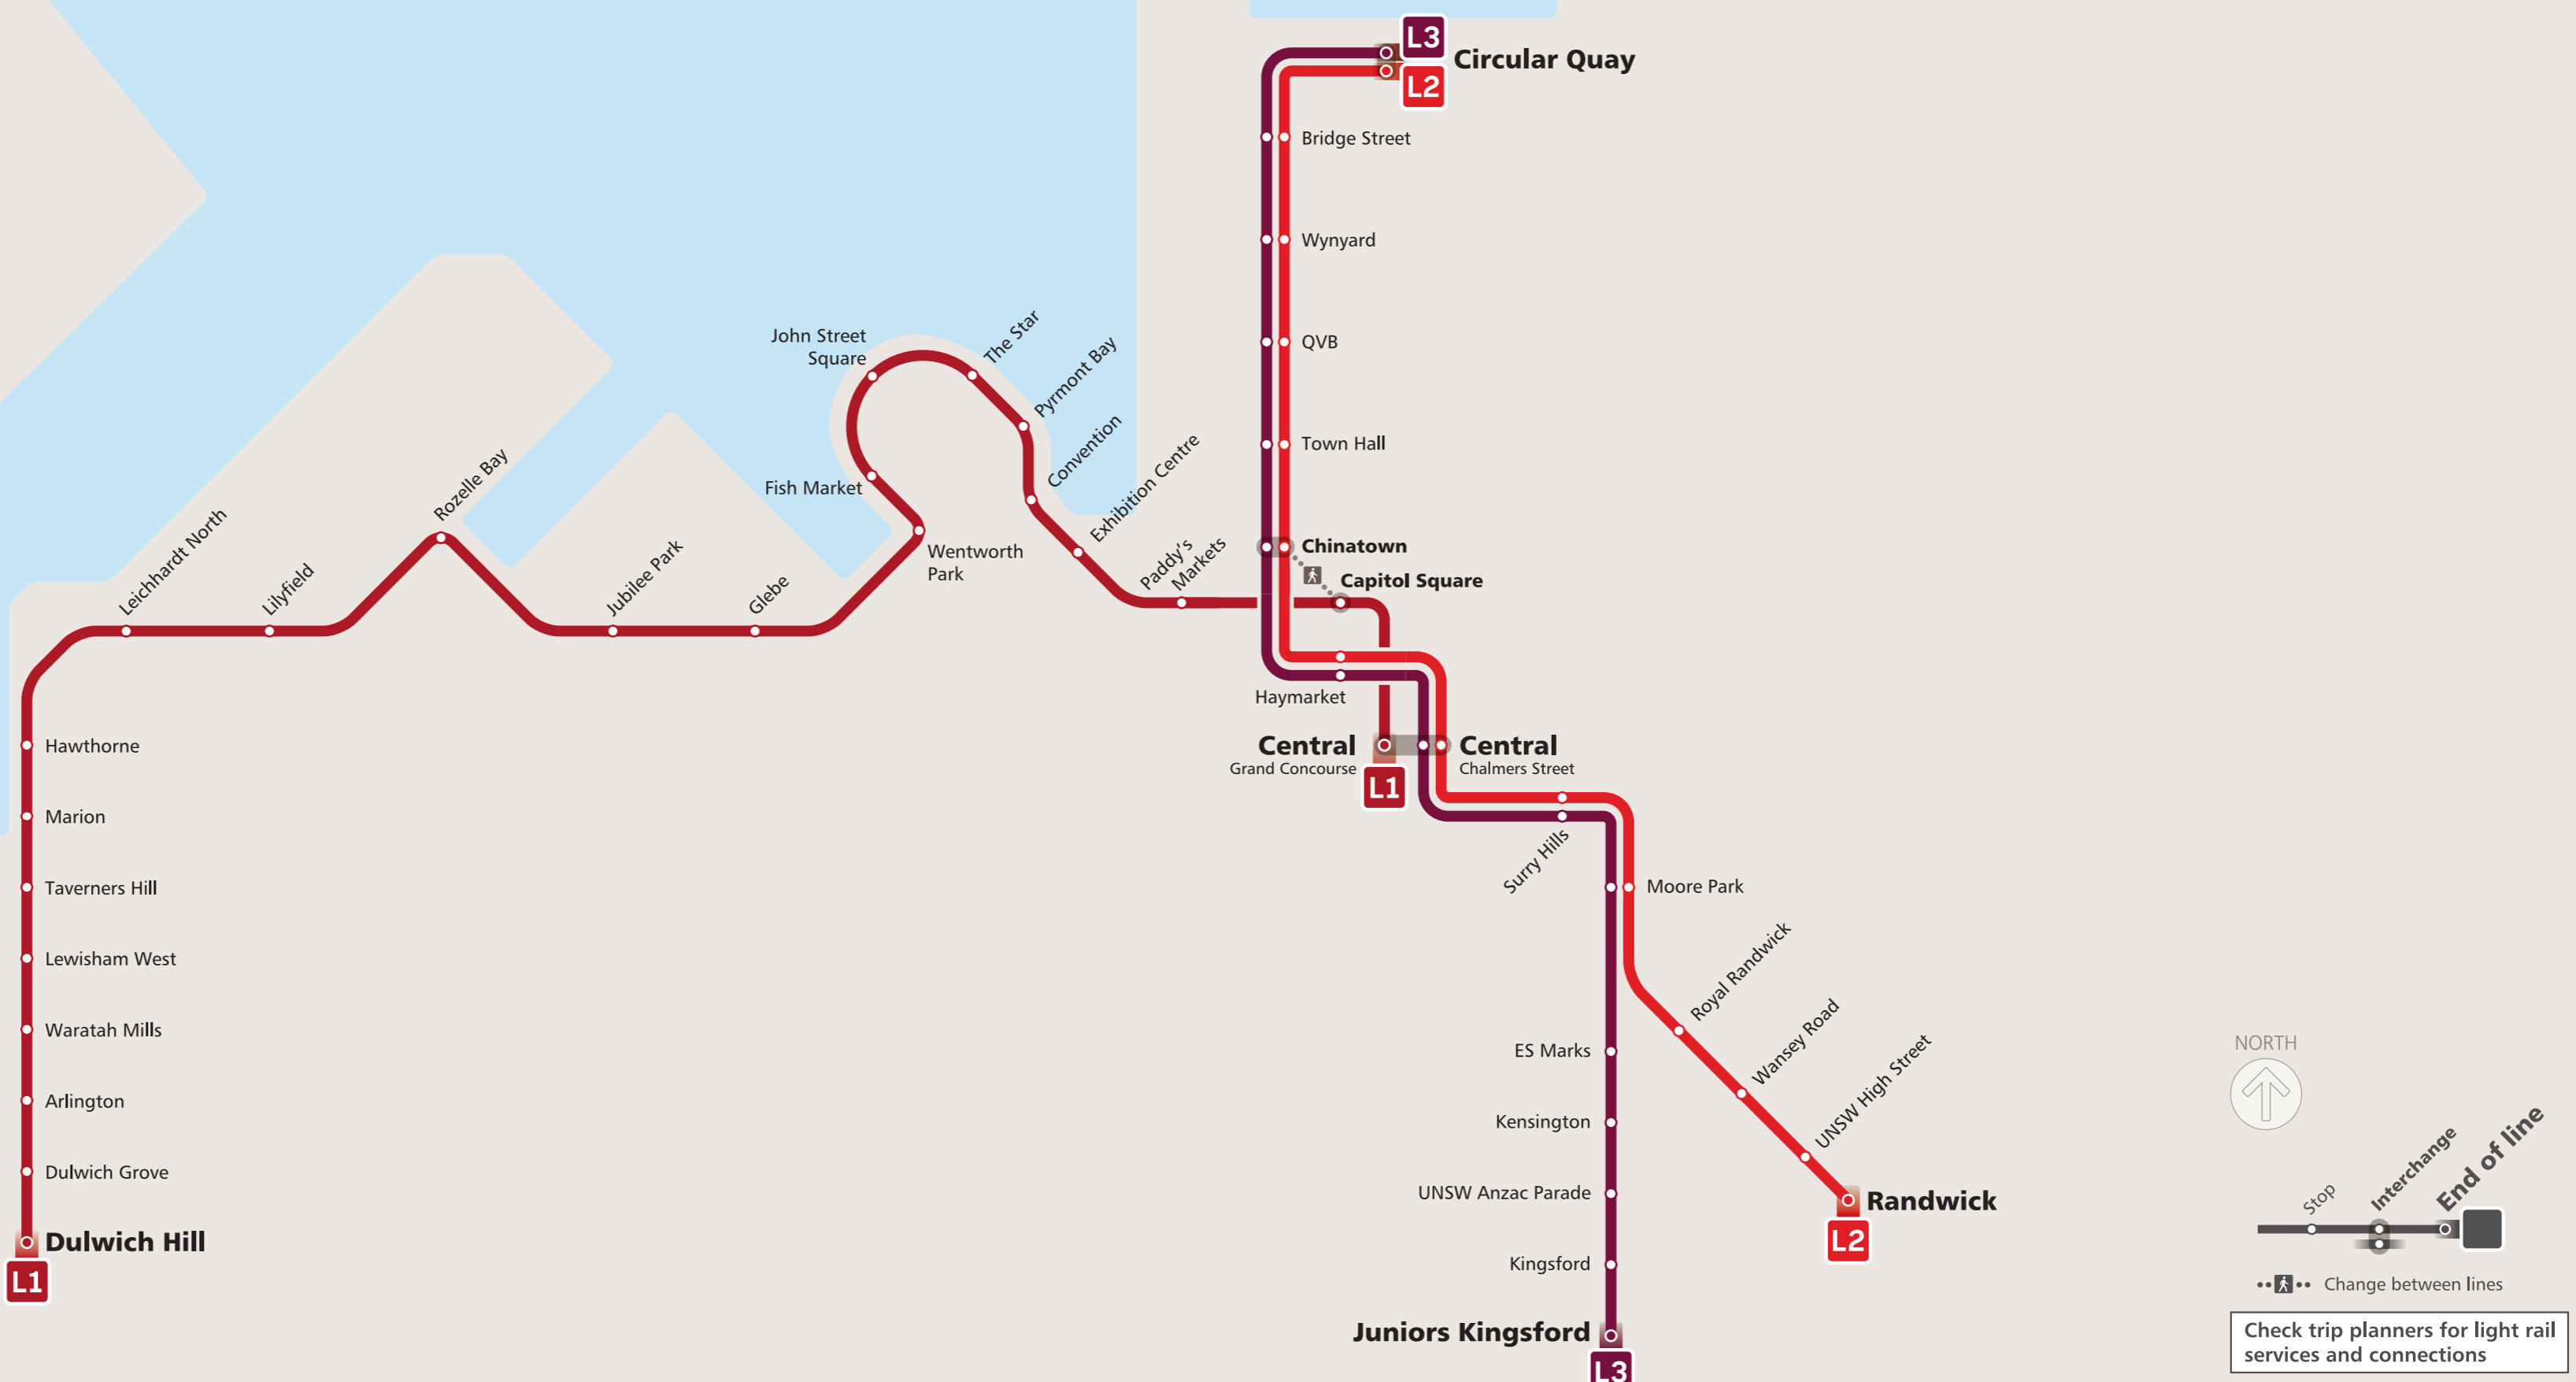 L3
Circular Quay
L2
Bridge Street
Wynyard
QVB
Town Hall
Chinatown
Capitol Square
Haymarket
Central
Grand Concourse
L1
Central
Chalmers Street
Surry Hills
Moore Park
Royal Randwick
Wansey Road
UNSW High Street
Randwick
L2
ES Marks
Kensington
UNSW Anzac Parade
Kingsford
Juniors Kingsford
L3
Paddy's
Markets
Exhibition Centre
Convention
Pyrmont Bay
The Star
John Street
Square
Fish Market
Wentworth
Park
Glebe
Jubilee Park
Rozelle Bay
Lilyfield
Leichhardt North
Hawthorne
Marion
Taverners Hill
Lewisham West
Waratah Mills
Arlington
Dulwich Grove
Dulwich Hill
L1
NORTH
Stop
Interchange
End of line
Change between lines
Check trip planners for light rail
services and connections